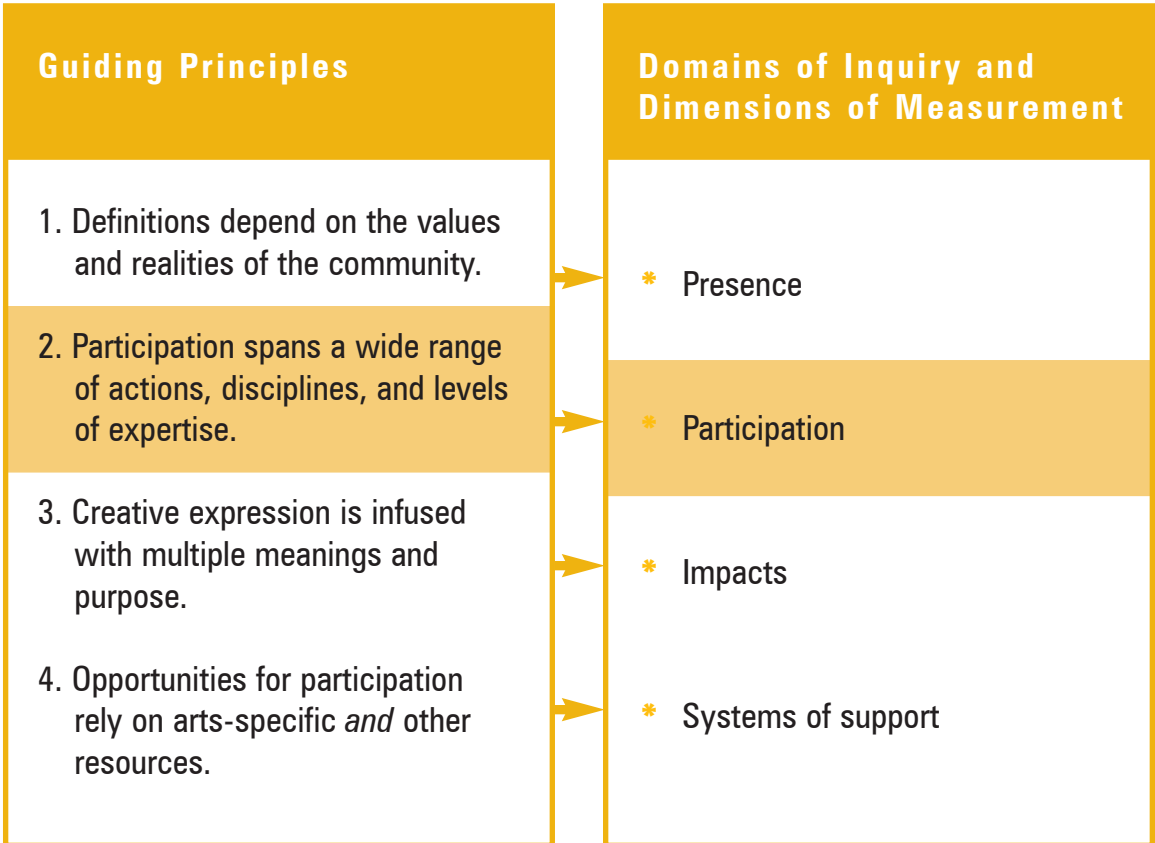 Guiding Principles
1. Definitions depend on the values
and realities of the community.
2. Participation spans a wide range
of actions, disciplines, and levels
of expertise.
3. Creative expression is infused
with multiple meanings and
purpose.
4. Opportunities for participation
rely on arts-specific and other
resources.
Domains of Inquiry and
Dimensions of Measurement
* Presence
* Participation
* Impacts
* Systems of support